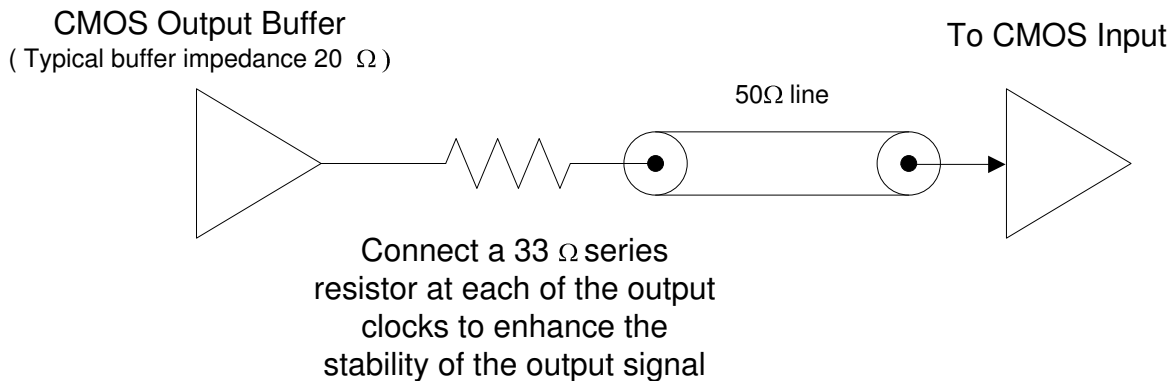 CMOS Output Buffer
( Typical buffer impedance 20 Ω )
To CMOS Input
50Ω line
Connect a 33 Ω series
resistor at each of the output
clocks to enhance the
stability of the output signal